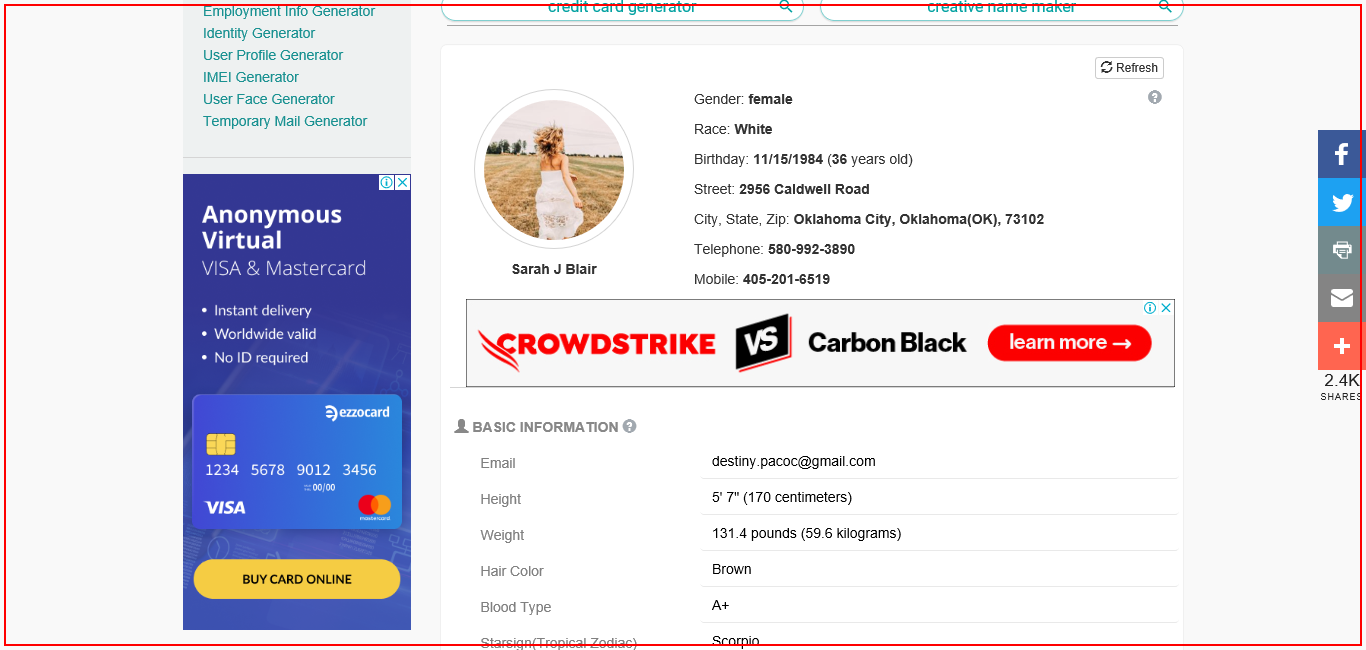 Employment Info Generator
Identity Generator
User Profile Generator
IMEI Generator
User Face Generator
Temporary Mail Generator
Anonymous
Virtual
VISA & Mastercard
• Instant delivery
• Worldwide valid
• No ID required
ezzocard
1234 5678 9012 3456
00/00
VISA
mastercard
BUY CARD ONLINE
credit card generator
creative name maker
Refresh
Sarah J Blair
Gender: female
Race: White
Birthday: 11/15/1984 (36 years old)
Street: 2956 Caldwell Road
City, State, Zip: Oklahoma City, Oklahoma(OK), 73102
Telephone: 580-992-3890
Mobile: 405-201-6519
CROWDSTRIKE VS Carbon Black learn more →
BASIC INFORMATION
Email destiny.pacoc@gmail.com
Height 5' 7" (170 centimeters)
Weight 131.4 pounds (59.6 kilograms)
Hair Color Brown
Blood Type A+
Starsign(Tropical Zodiac) Scorpio
2.4K
SHARES